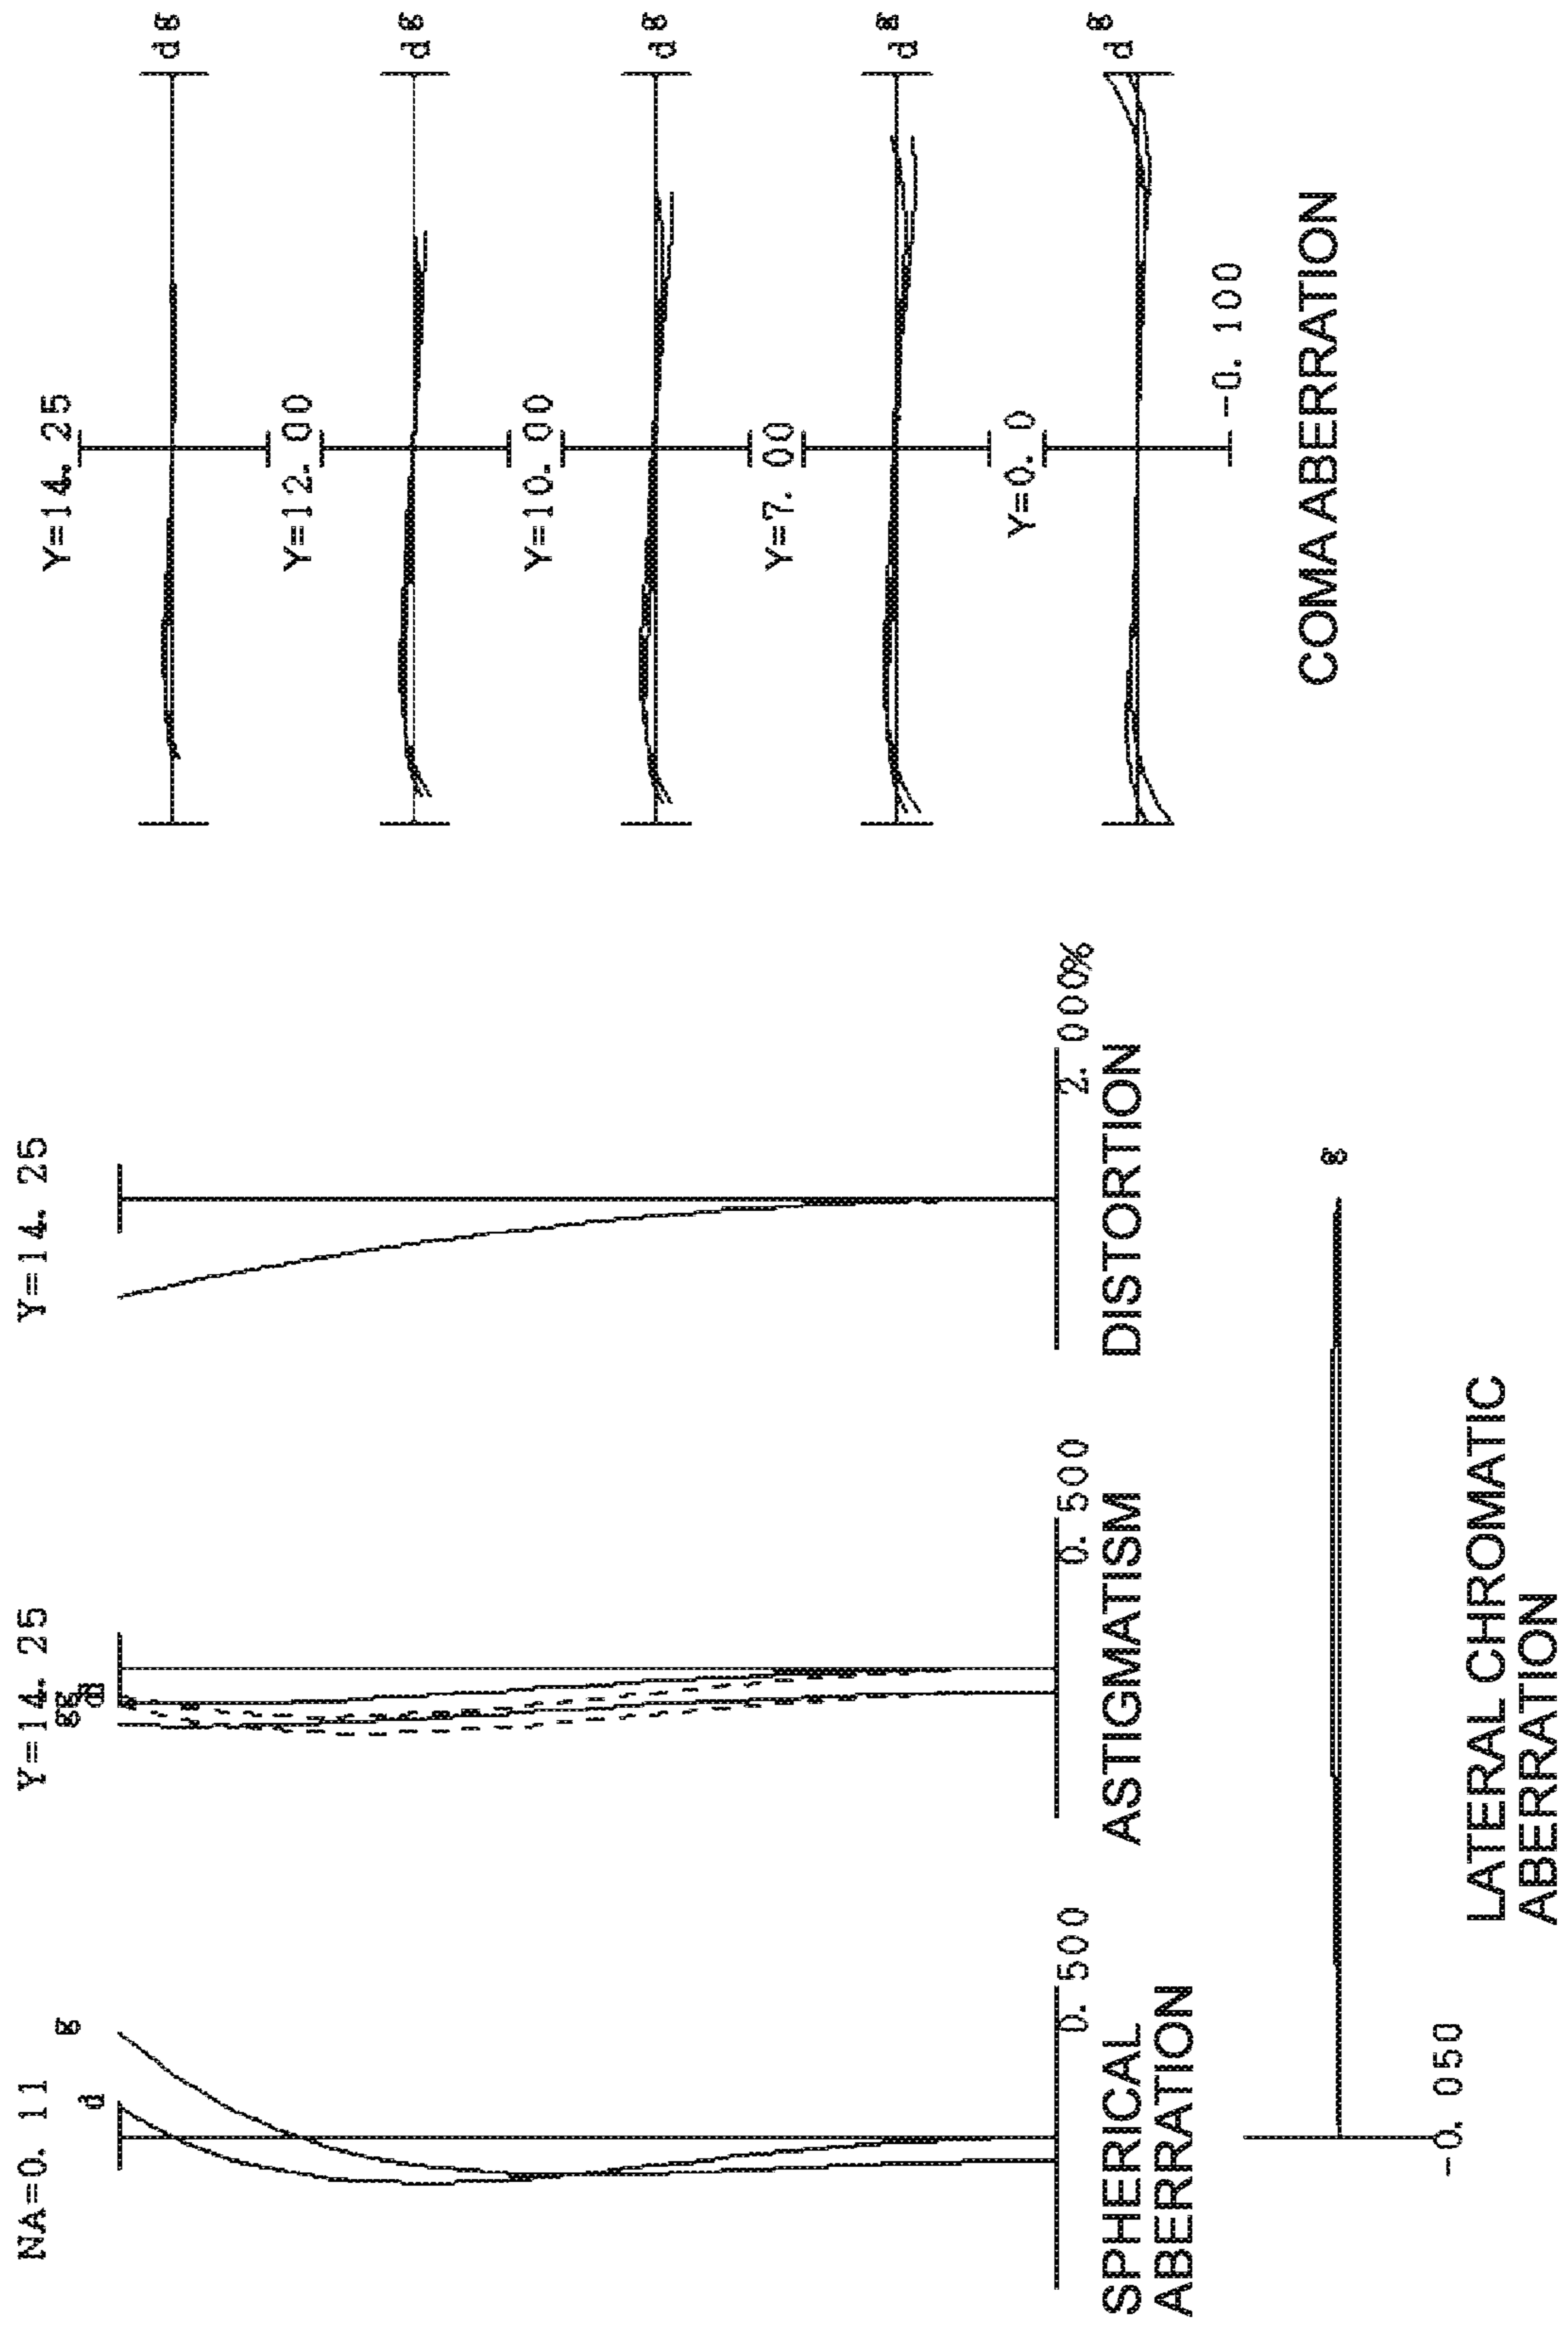 NA=0. 11
d
g
0. 500
SPHERICAL
ABERRATION
Y=14. 25
g
g
d
d
0. 500
ASTIGMATISM
Y=14. 25
2. 000%
DISTORTION
Y=14. 25
d g
Y=12. 00
d g
Y=10. 00
d g
Y=7. 00
d g
Y=0. 0
d g
-0. 100
COMA ABERRATION
g
-0. 050
LATERAL CHROMATIC
ABERRATION